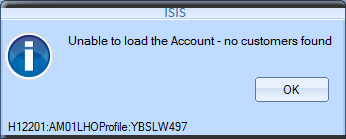 ISIS
Unable to load the Account - no customers found
OK
H12201:AM01LHOProfile:YBSLW497